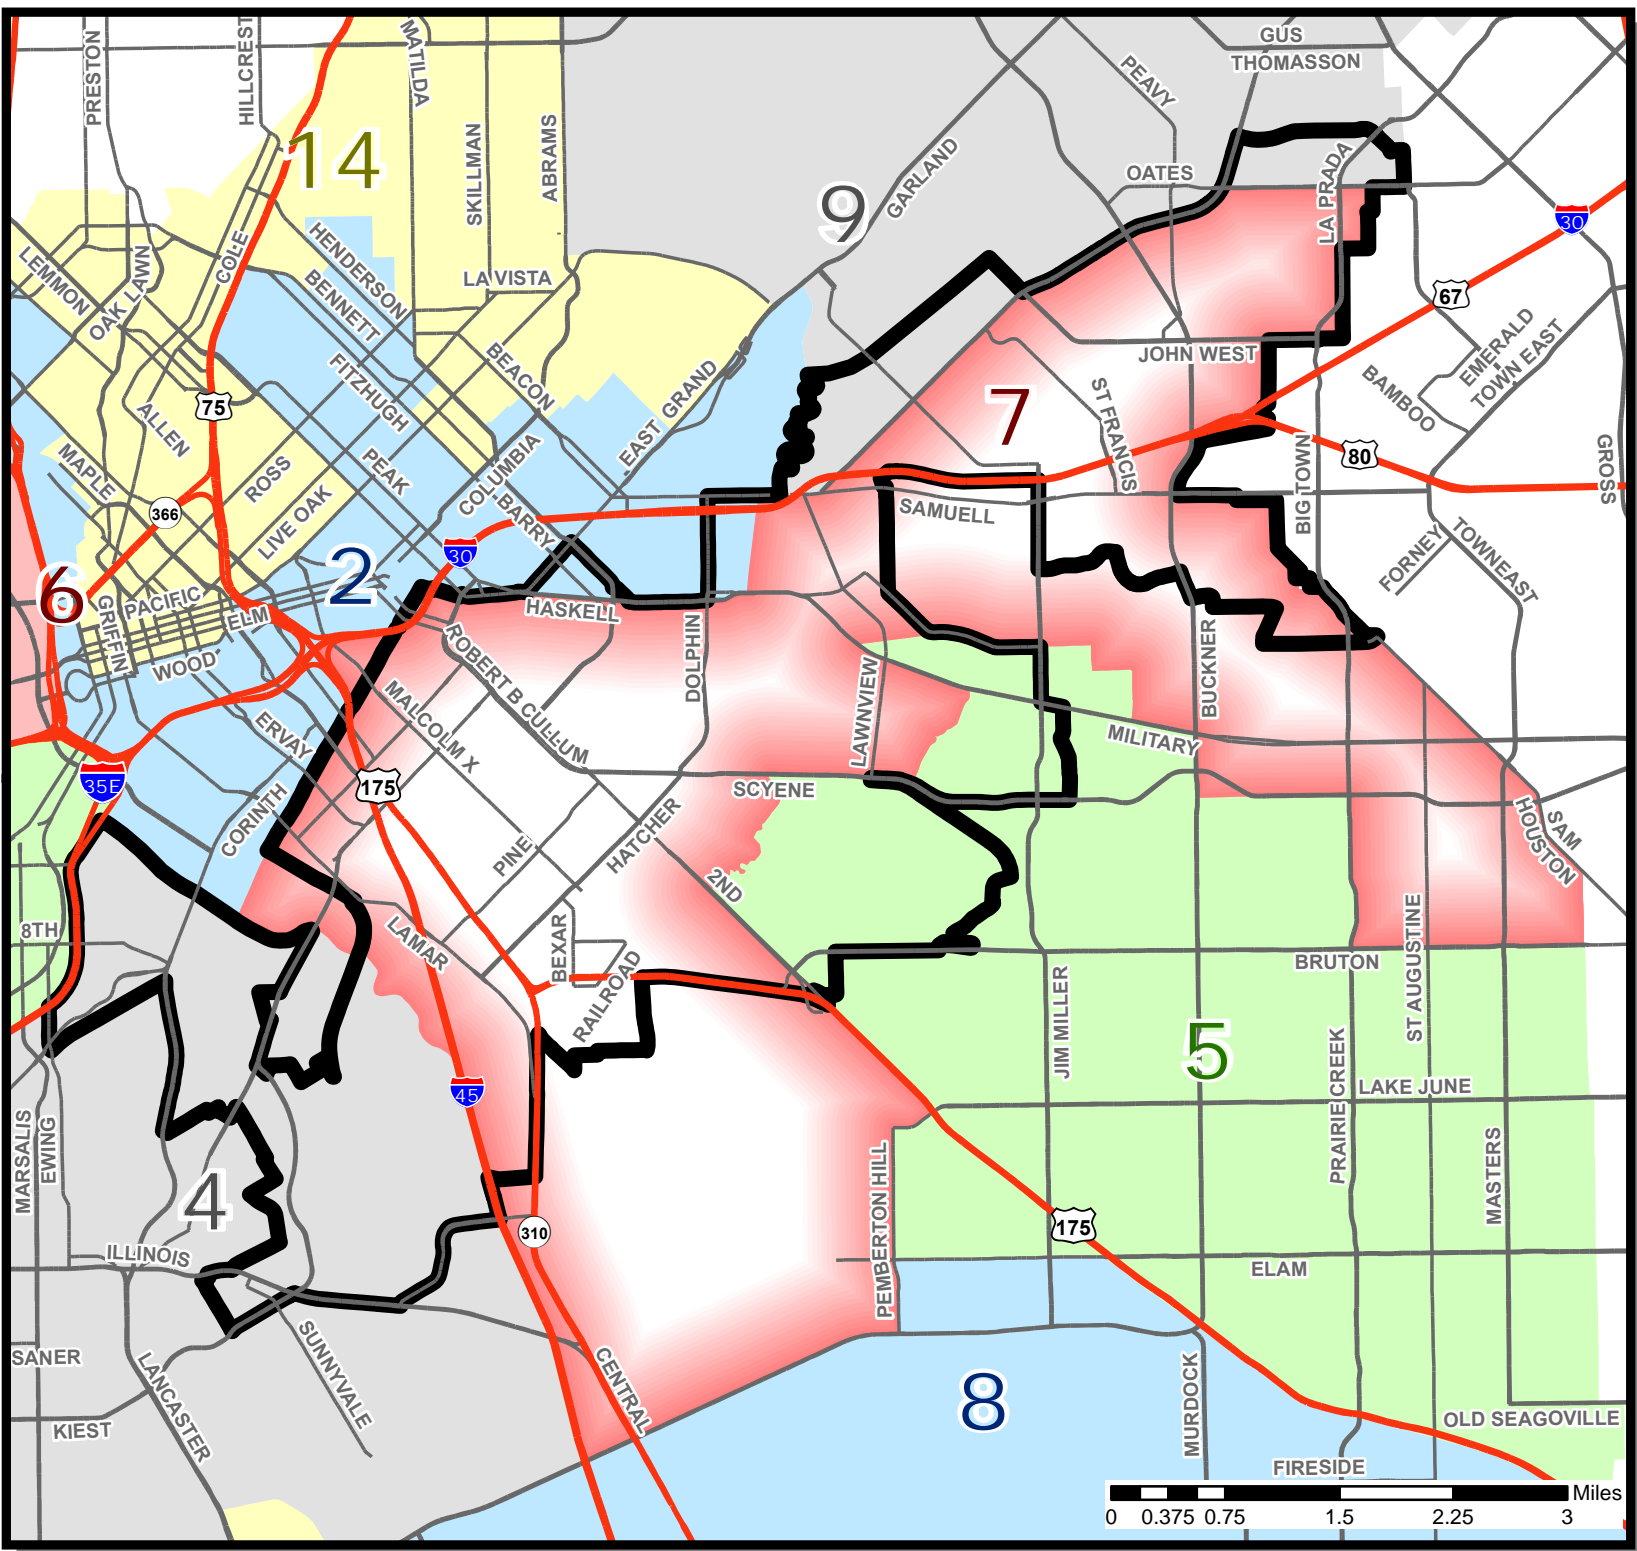 PRESTON
HILLCREST
MATILDA
SKILLMAN
ABRAMS
14
9
GARLAND
PEAVY
GUS
THOMASSON
OATES
LA PRADA
30
67
EMERALD
TOWN EAST
BAMBOO
GROSS
LEMMON
OAK LAWN
COLE
HENDERSON
BENNETT
LA VISTA
FITZHUGH
BEACON
EAST GRAND
JOHN WEST
7
ST FRANCIS
75
ALLEN
MAPLE
ROSS
PEAK
COLUMBIA
BARRY
LIVE OAK
366
80
BIG TOWN
SAMUELL
FORNEY
TOWNEAST
30
2
6
GRIFFIN
PACIFIC
ELM
WOOD
HASKELL
ROBERT B CULLUM
DOLPHIN
LAWNVIEW
BUCKNER
MILITARY
MALCOLM X
ERVAY
35E
175
CORINTH
SCYENE
PINE
HATCHER
2ND
SAM
HOUSTON
8TH
LAMAR
BEXAR
RAILROAD
BRUTON
ST AUGUSTINE
JIM MILLER
5
PRAIRIE CREEK
LAKE JUNE
MASTERS
45
MARSALIS
EWING
4
ILLINOIS
310
PEMBERTON HILL
175
ELAM
SANER
LANCASTER
SUNNYVALE
CENTRAL
KIEST
8
MURDOCK
OLD SEAGOVILLE
FIRESIDE
Miles
0 0.375 0.75 1.5 2.25 3